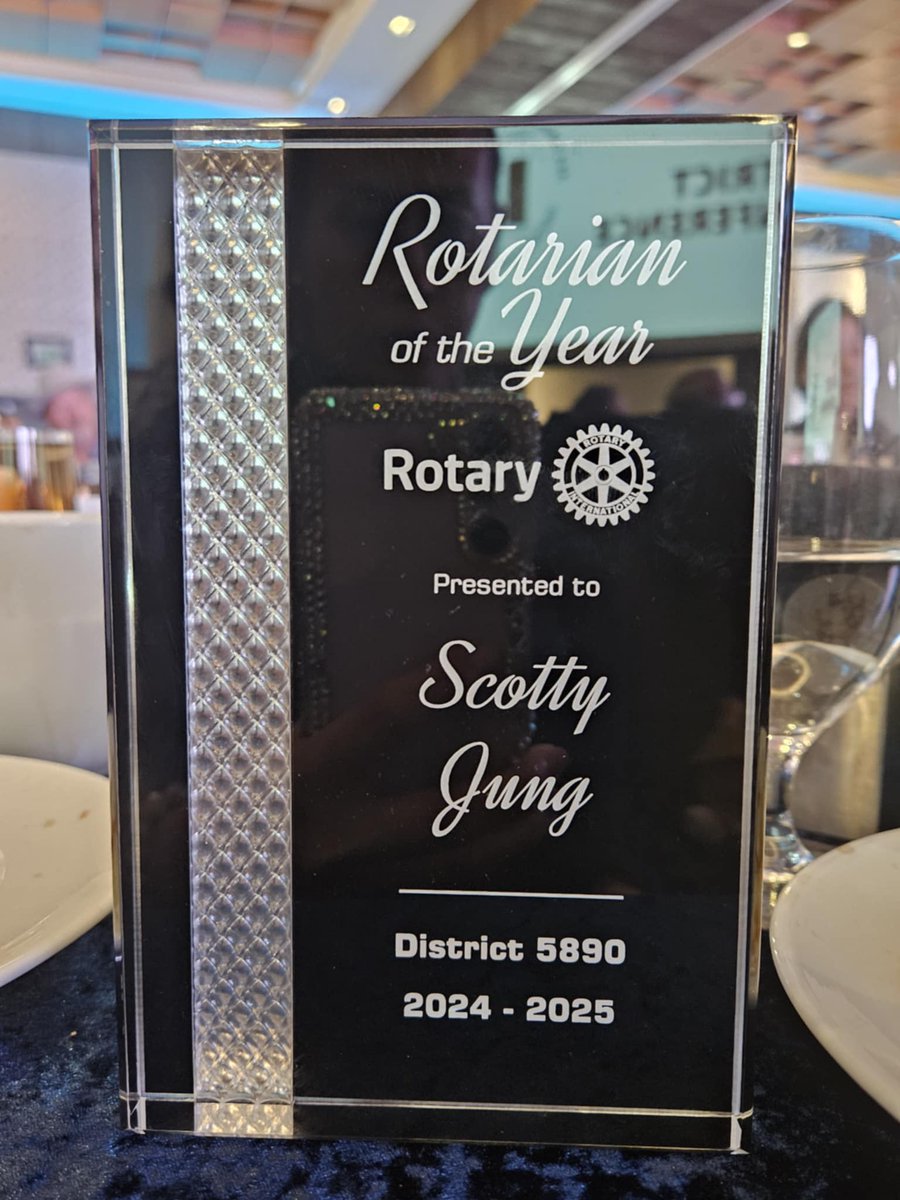 Rotarian
of the Year
Rotary
ROTARY
INTERNATIONAL
Presented to
Scotty
Jung
District 5890
2024 - 2025